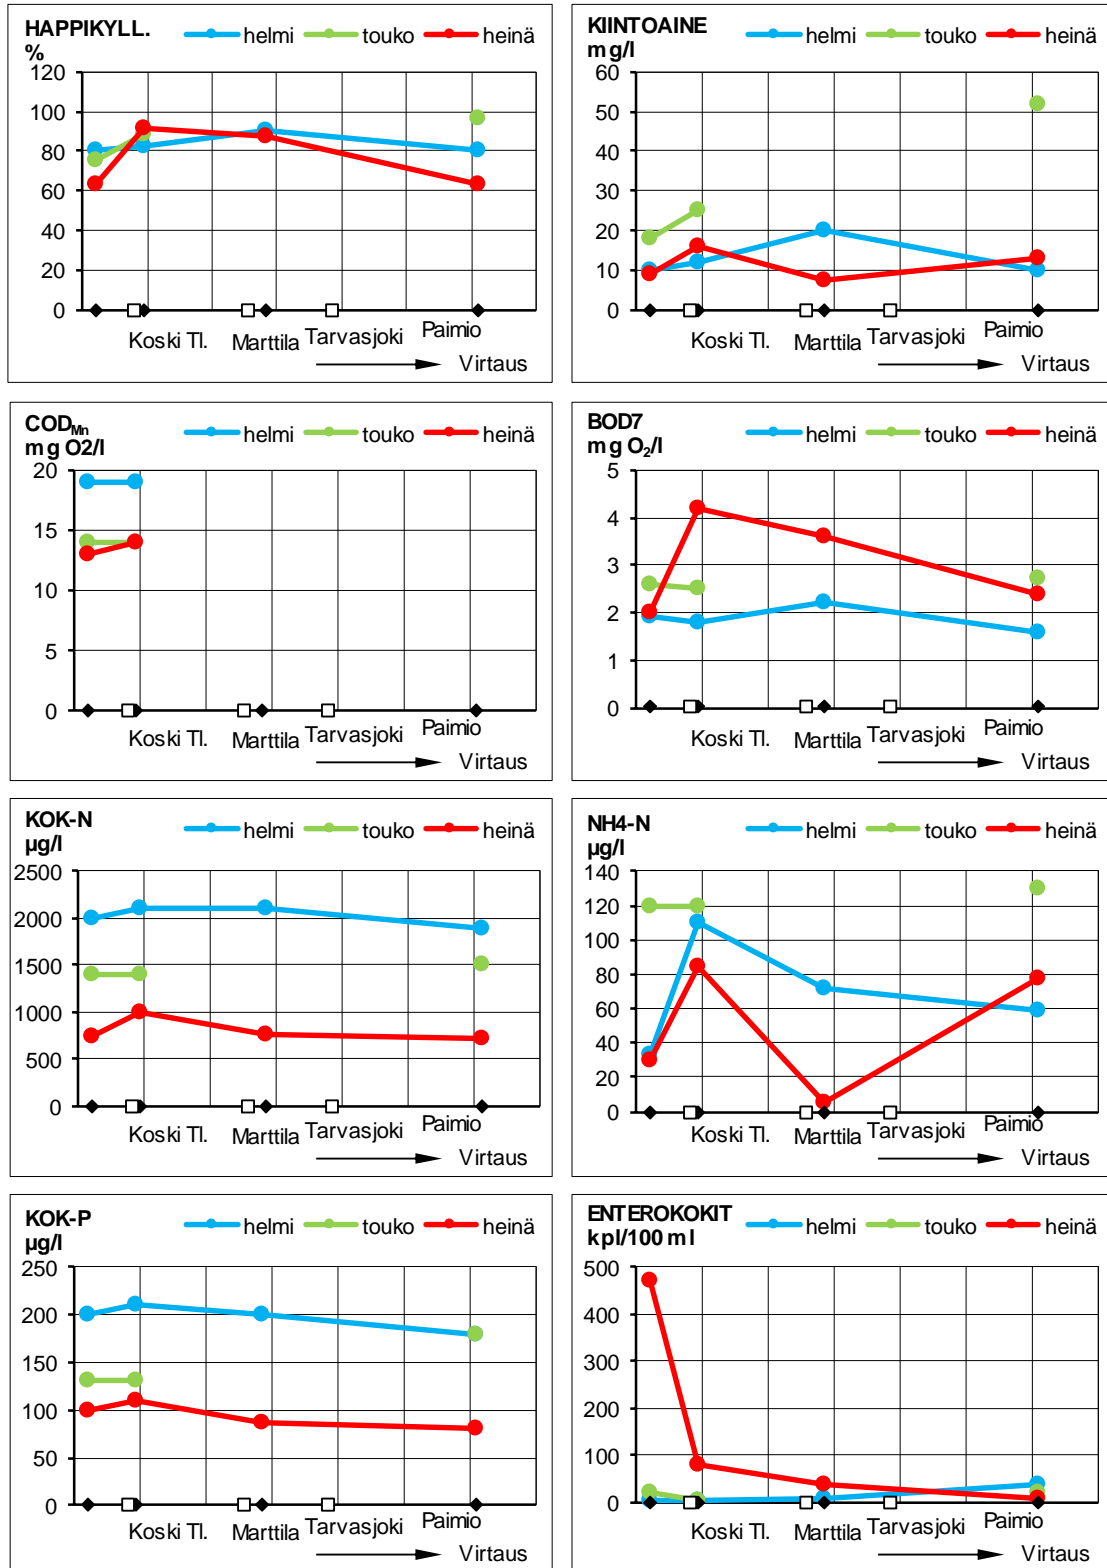 HAPPIKYLL.
%
helmi touko heinä
120
100
80
60
40
20
0
Koski Tl. Marttila Tarvasjoki Paimio
Virtaus
KIINTOAINE
mg/l
helmi touko heinä
60
50
40
30
20
10
0
Koski Tl. Marttila Tarvasjoki Paimio
Virtaus
CODMn
mg O2/l
helmi touko heinä
20
15
10
5
0
Koski Tl. Marttila Tarvasjoki Paimio
Virtaus
BOD7
mg O2/l
helmi touko heinä
5
4
3
2
1
0
Koski Tl. Marttila Tarvasjoki Paimio
Virtaus
KOK-N
µg/l
helmi touko heinä
2500
2000
1500
1000
500
0
Koski Tl. Marttila Tarvasjoki Paimio
Virtaus
NH4-N
µg/l
helmi touko heinä
140
120
100
80
60
40
20
0
Koski Tl. Marttila Tarvasjoki Paimio
Virtaus
KOK-P
µg/l
helmi touko heinä
250
200
150
100
50
0
Koski Tl. Marttila Tarvasjoki Paimio
Virtaus
ENTEROKOKIT
kpl/100 ml
helmi touko heinä
500
400
300
200
100
0
Koski Tl. Marttila Tarvasjoki Paimio
Virtaus